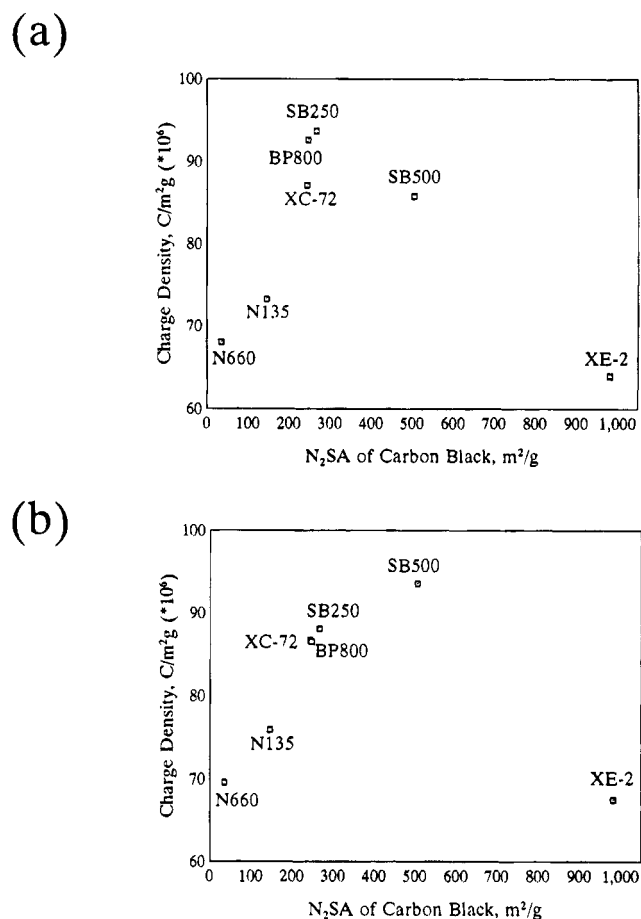 (a)
100
90
80
70
60
Charge Density, C/m²g (*10⁶)
SB250
BP800
XC-72
SB500
N135
N660
XE-2
0 100 200 300 400 500 600 700 800 900 1,000
N₂SA of Carbon Black, m²/g
(b)
100
90
80
70
60
Charge Density, C/m²g (*10⁶)
SB500
SB250
XC-72
BP800
N135
N660
XE-2
0 100 200 300 400 500 600 700 800 900 1,000
N₂SA of Carbon Black, m²/g